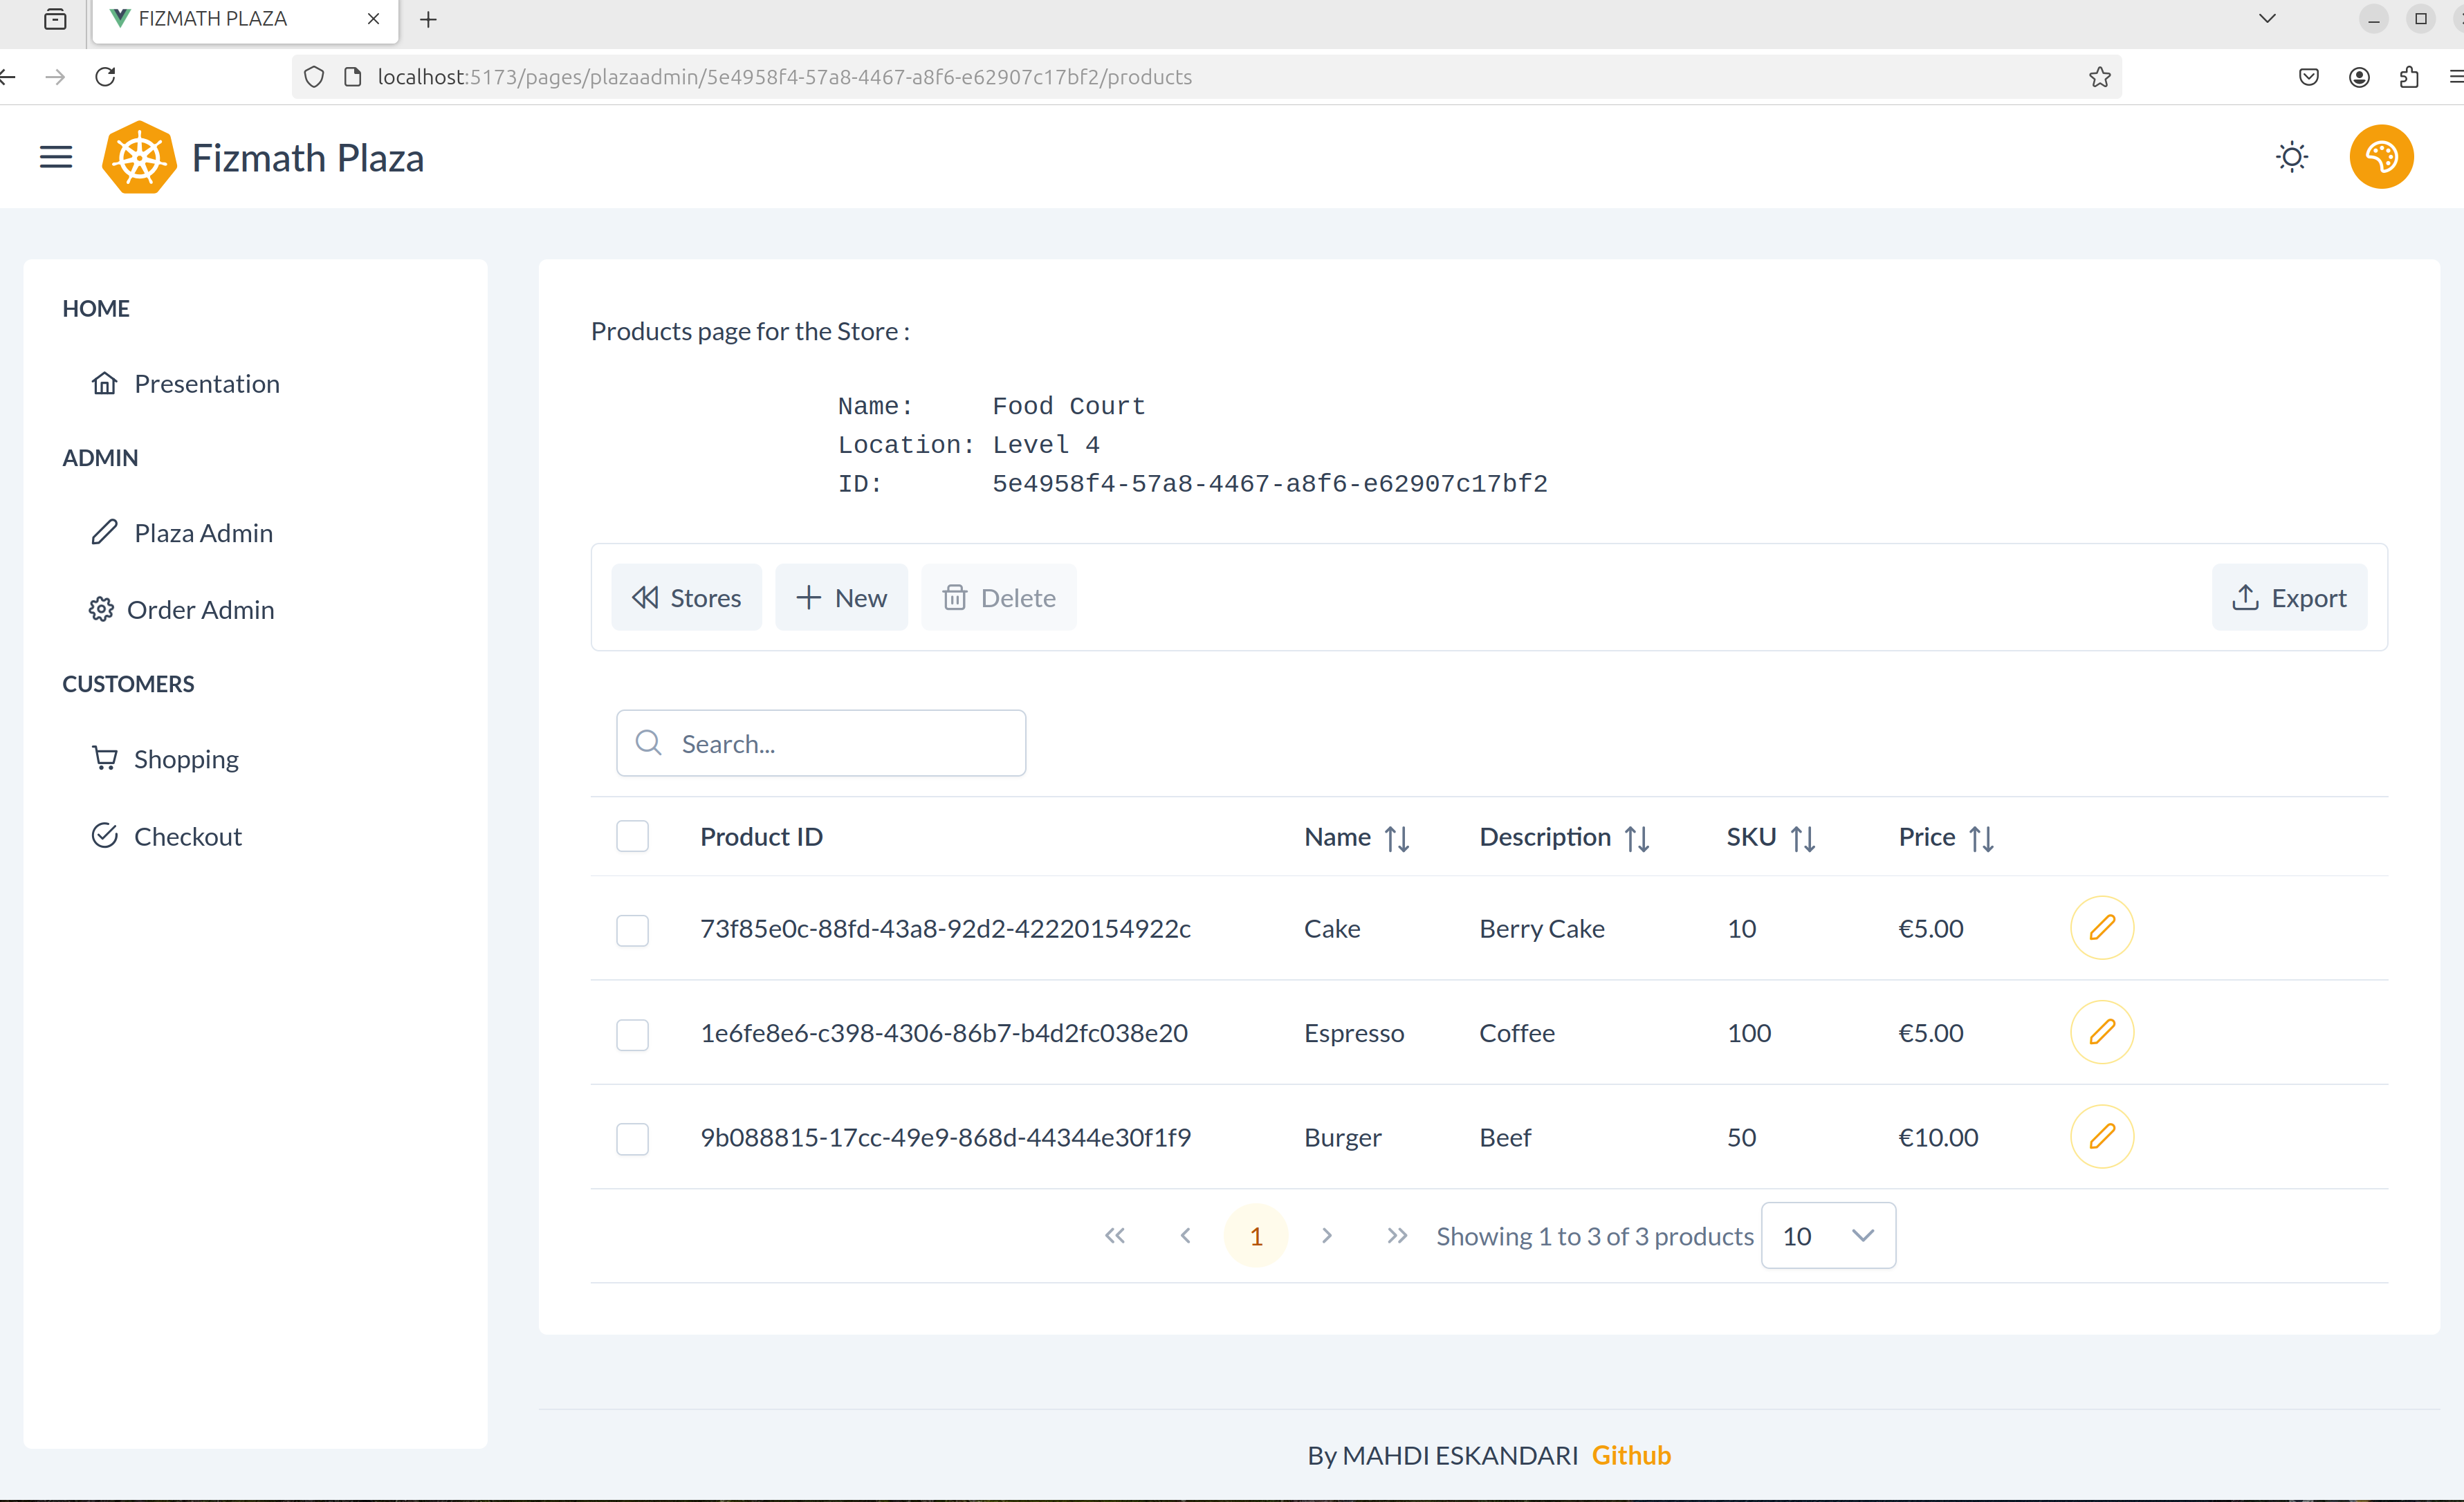 FIZMATH PLAZA
localhost:5173/pages/plazaadmin/5e4958f4-57a8-4467-a8f6-e62907c17bf2/products
Fizmath Plaza
HOME
Presentation
ADMIN
Plaza Admin
Order Admin
CUSTOMERS
Shopping
Checkout
Products page for the Store :
Name: Food Court
Location: Level 4
ID: 5e4958f4-57a8-4467-a8f6-e62907c17bf2
Stores New Delete Export
Search...
Product ID Name Description SKU Price
73f85e0c-88fd-43a8-92d2-42220154922c Cake Berry Cake 10 €5.00
1e6fe8e6-c398-4306-86b7-b4d2fc038e20 Espresso Coffee 100 €5.00
9b088815-17cc-49e9-868d-44344e30f1f9 Burger Beef 50 €10.00
1 Showing 1 to 3 of 3 products 10
By MAHDI ESKANDARI Github